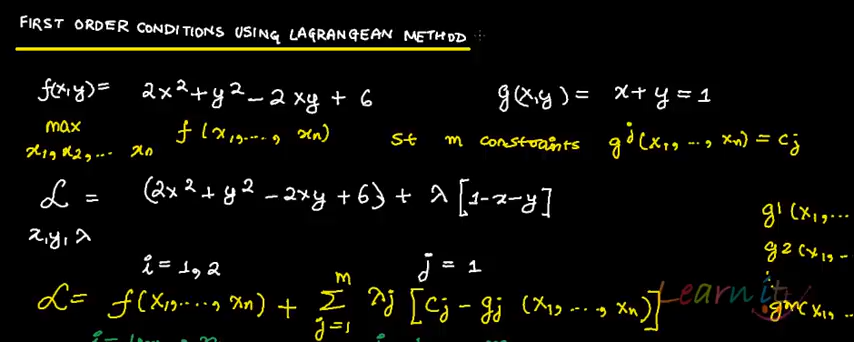 FIRST ORDER CONDITIONS USING LAGRANGEAN METHOD
f(x,y) = 2x² + y² - 2xy + 6 g(x,y) = x + y = 1
max f(x1, ..., xn) st m constraints g^j(x1, ..., xn) = cj
x1, x2, ... xn
ℒ = (2x² + y² - 2xy + 6) + λ [1-x-y]
x, y, λ
g1(x1, ...
i = 1, 2 j = 1
g2(x1, ..
ℒ = f(x1, ..., xn) + Σ_{j=1}^{m} λj [cj - gj (x1, ..., xn)]
Learnit
gm(x1, ..